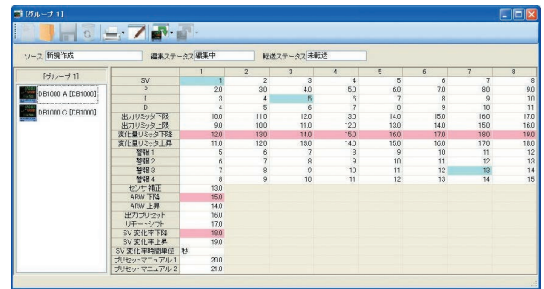 [グループ 1]
ソース 新規作成 編集ステータス 編集中 転送ステータス 未転送
[グループ 1]
DB1000 A [DB1000]
DB1000 C [DB1000]
1 2 3 4 5 6 7 8
SV 1 2 3 4 5 6 7 8
P 2.0 3.0 4.0 5.0 6.0 7.0 8.0 9.0
I 3 4 5 6 7 8 9 10
D 4 5 6 7 8 9 10 11
出力リミッタ下限 10.0 11.0 12.0 13.0 14.0 15.0 16.0 17.0
出力リミッタ上限 9.0 10.0 11.0 12.0 13.0 14.0 15.0 16.0
変化量リミッタ下降 12.0 13.0 14.0 15.0 16.0 17.0 18.0 19.0
変化量リミッタ上昇 11.0 12.0 13.0 14.0 15.0 16.0 17.0 18.0
警報 1 5 6 7 8 9 10 11 12
警報 2 6 7 8 9 10 11 12 13
警報 3 7 8 9 10 11 12 13 14
警報 4 8 9 10 11 12 13 14 15
センサ補正 13.0
ARW 下降 15.0
ARW 上昇 14.0
出力プリセット 16.0
リモートシフト 17.0
SV 変化率下降 19.0
SV 変化率上昇 19.0
SV 変化率時間単位 秒
プリセットマニュアル 1 20.0
プリセットマニュアル 2 21.0